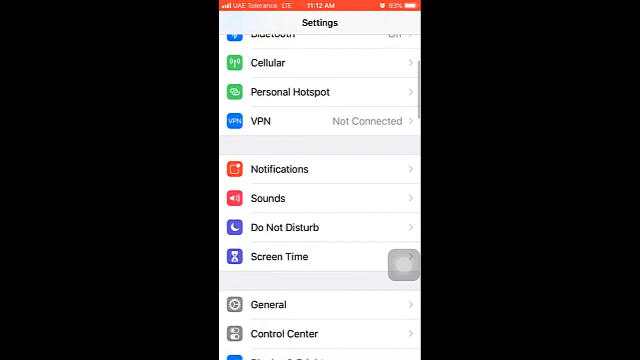 UAE Tolerance LTE 11:12 AM 93%
Settings
Bluetooth Off
Cellular
Personal Hotspot
VPN VPN Not Connected
Notifications
Sounds
Do Not Disturb
Screen Time
General
Control Center